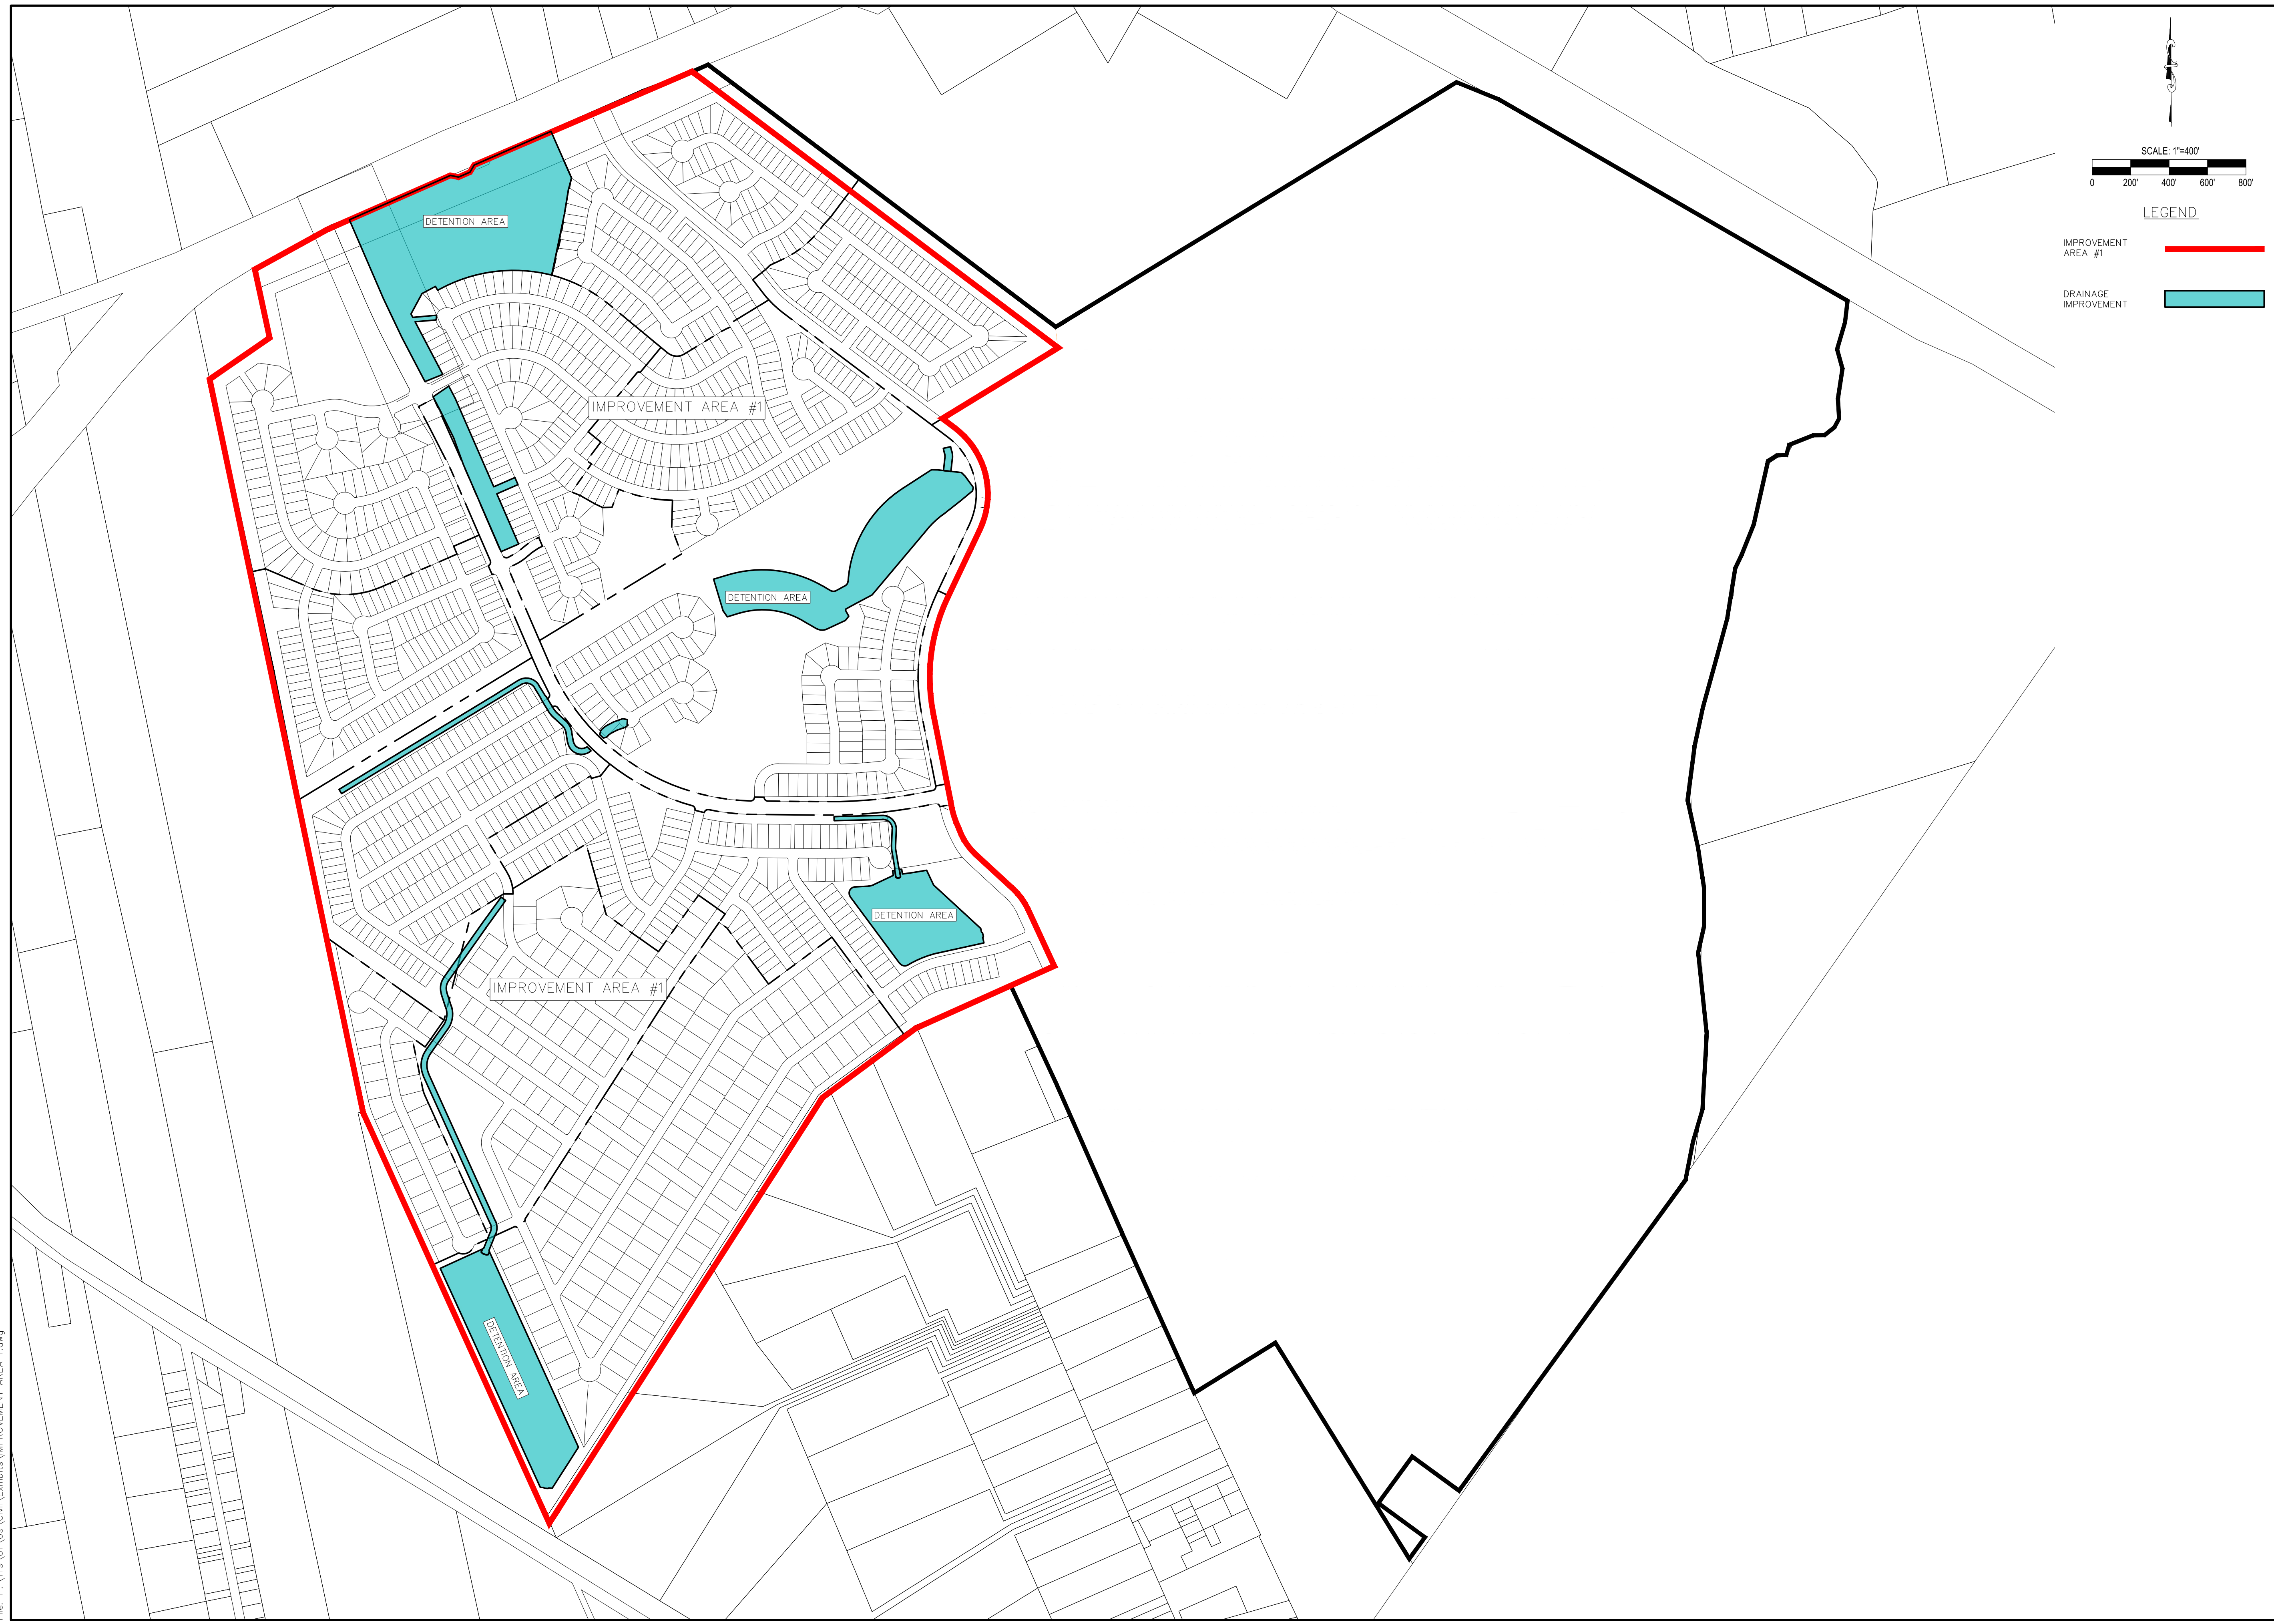 SCALE: 1"=400'
0 200' 400' 600' 800'
LEGEND
IMPROVEMENT
AREA #1
DRAINAGE
IMPROVEMENT
DETENTION AREA
IMPROVEMENT AREA #1
DETENTION AREA
DETENTION AREA
IMPROVEMENT AREA #1
DETENTION AREA